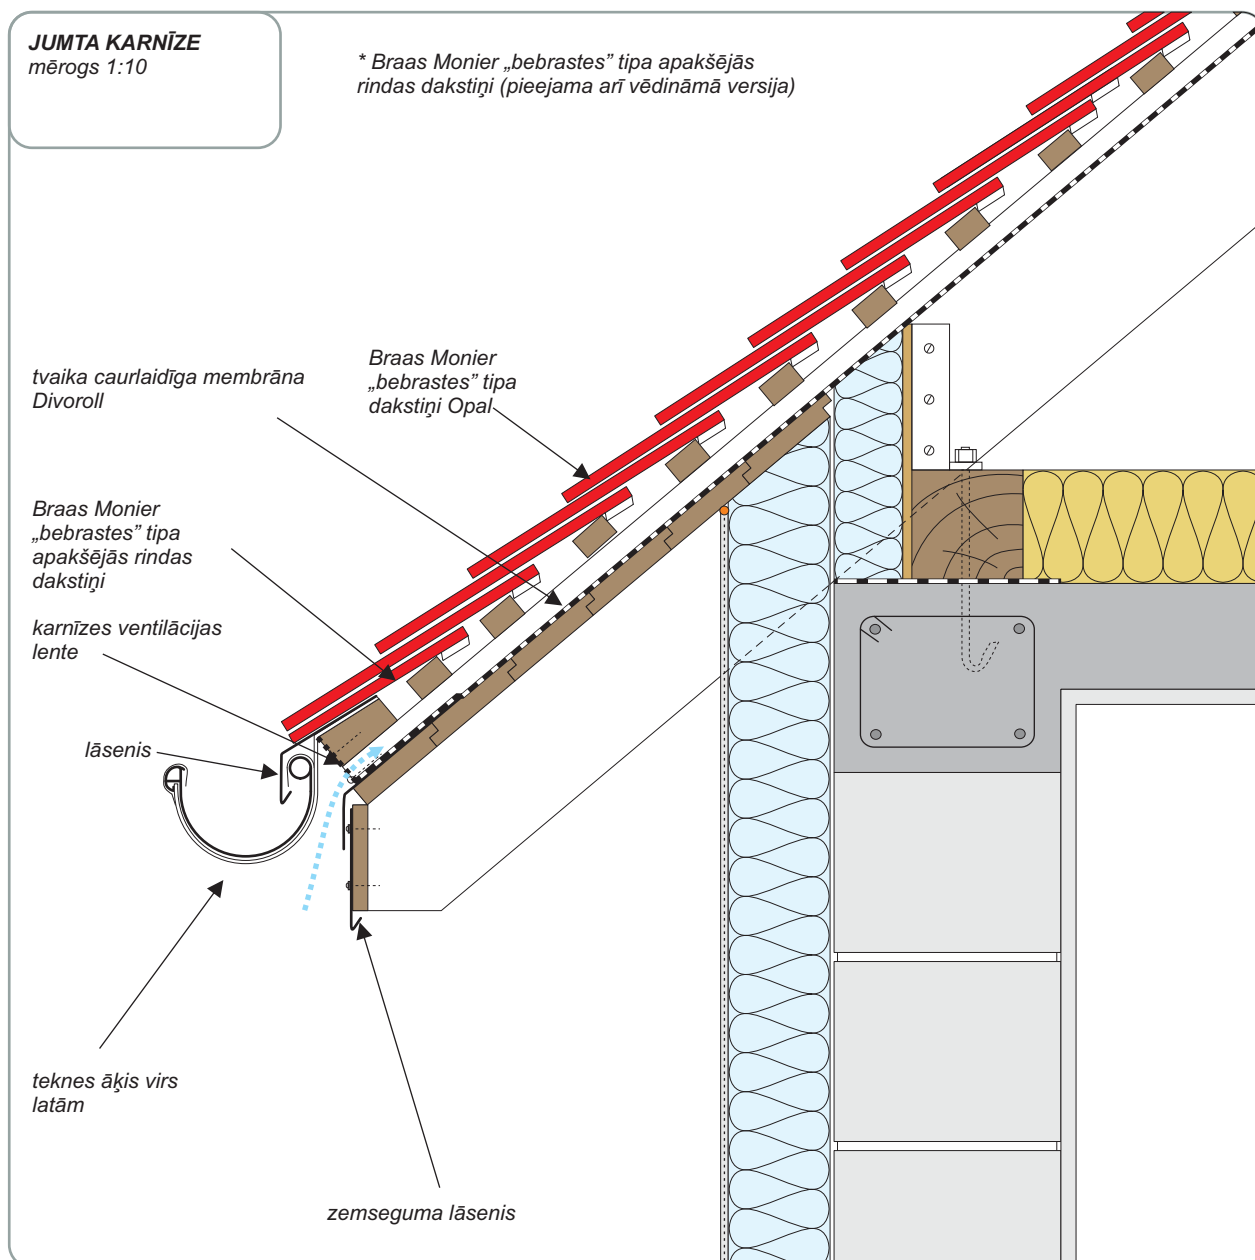 JUMTA KARNĪZE
mērogs 1:10
* Braas Monier „bebrastes” tipa apakšējās
rindas dakstiņi (pieejama arī vēdināmā versija)
Braas Monier
„bebrastes” tipa
dakstiņi Opal
tvaika caurlaidīga membrāna
Divoroll
Braas Monier
„bebrastes” tipa
apakšējās rindas
dakstiņi
karnīzes ventilācijas
lente
lāsenis
teknes āķis virs
latām
zemseguma lāsenis